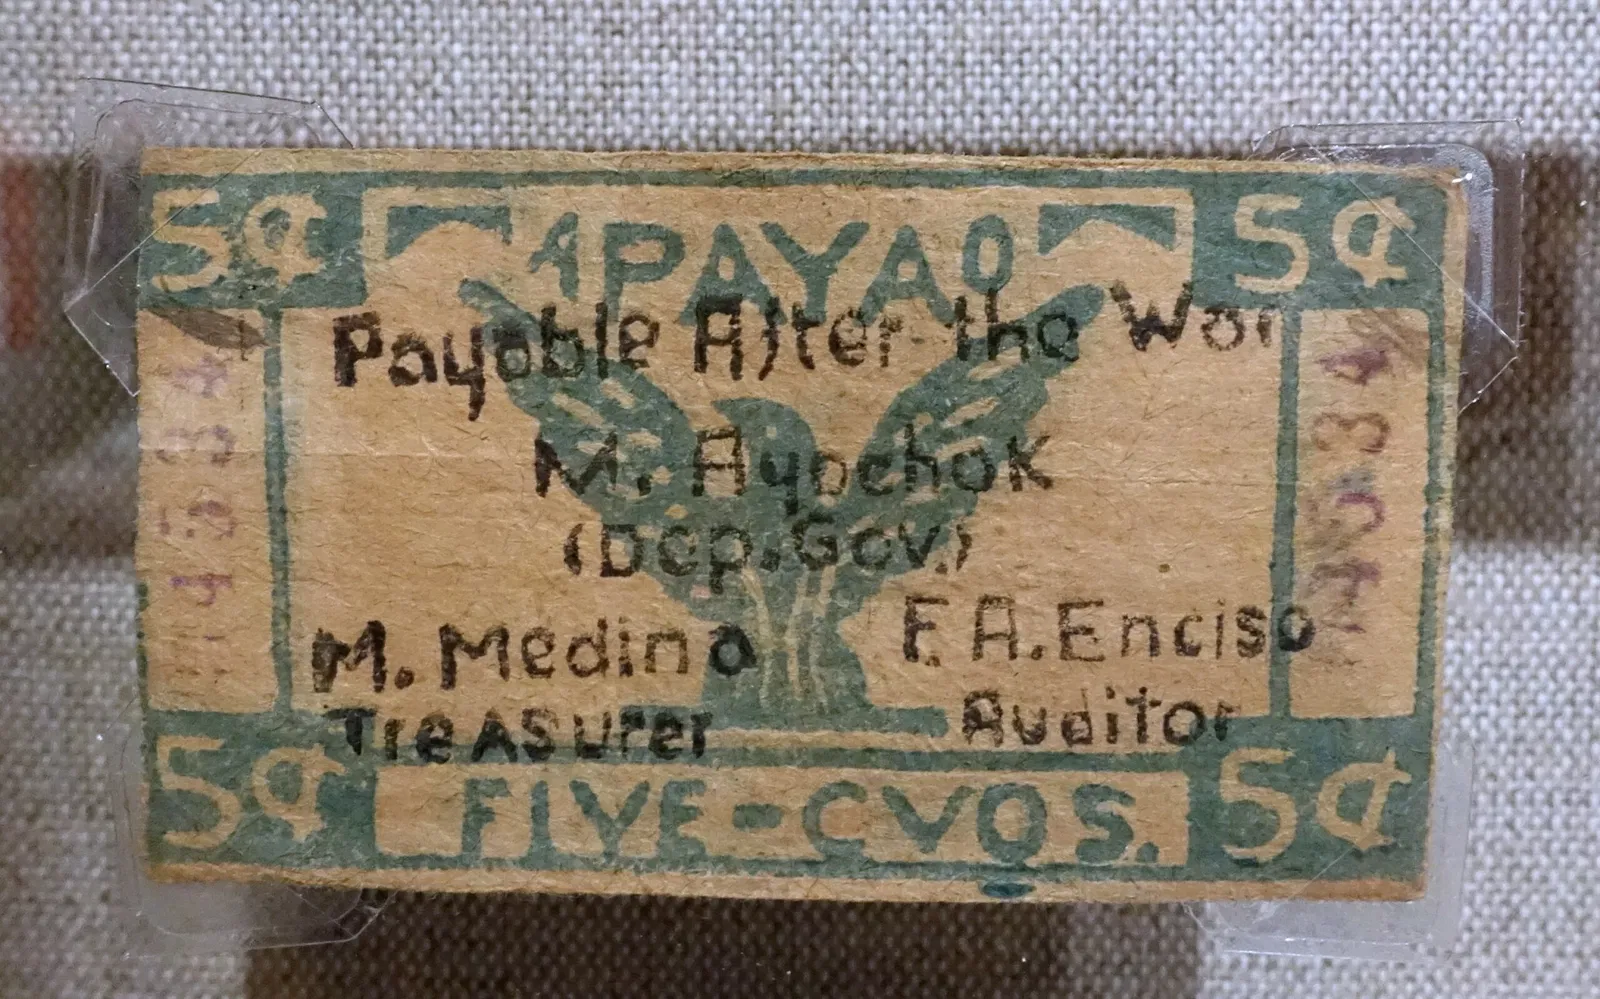 5¢ APAYAO 5¢
Payable After the War
M. Ayochok
(Dep. Gov.)
M. Medina F. A. Enciso
Treasurer Auditor
5¢ FIVE-CVOS. 5¢